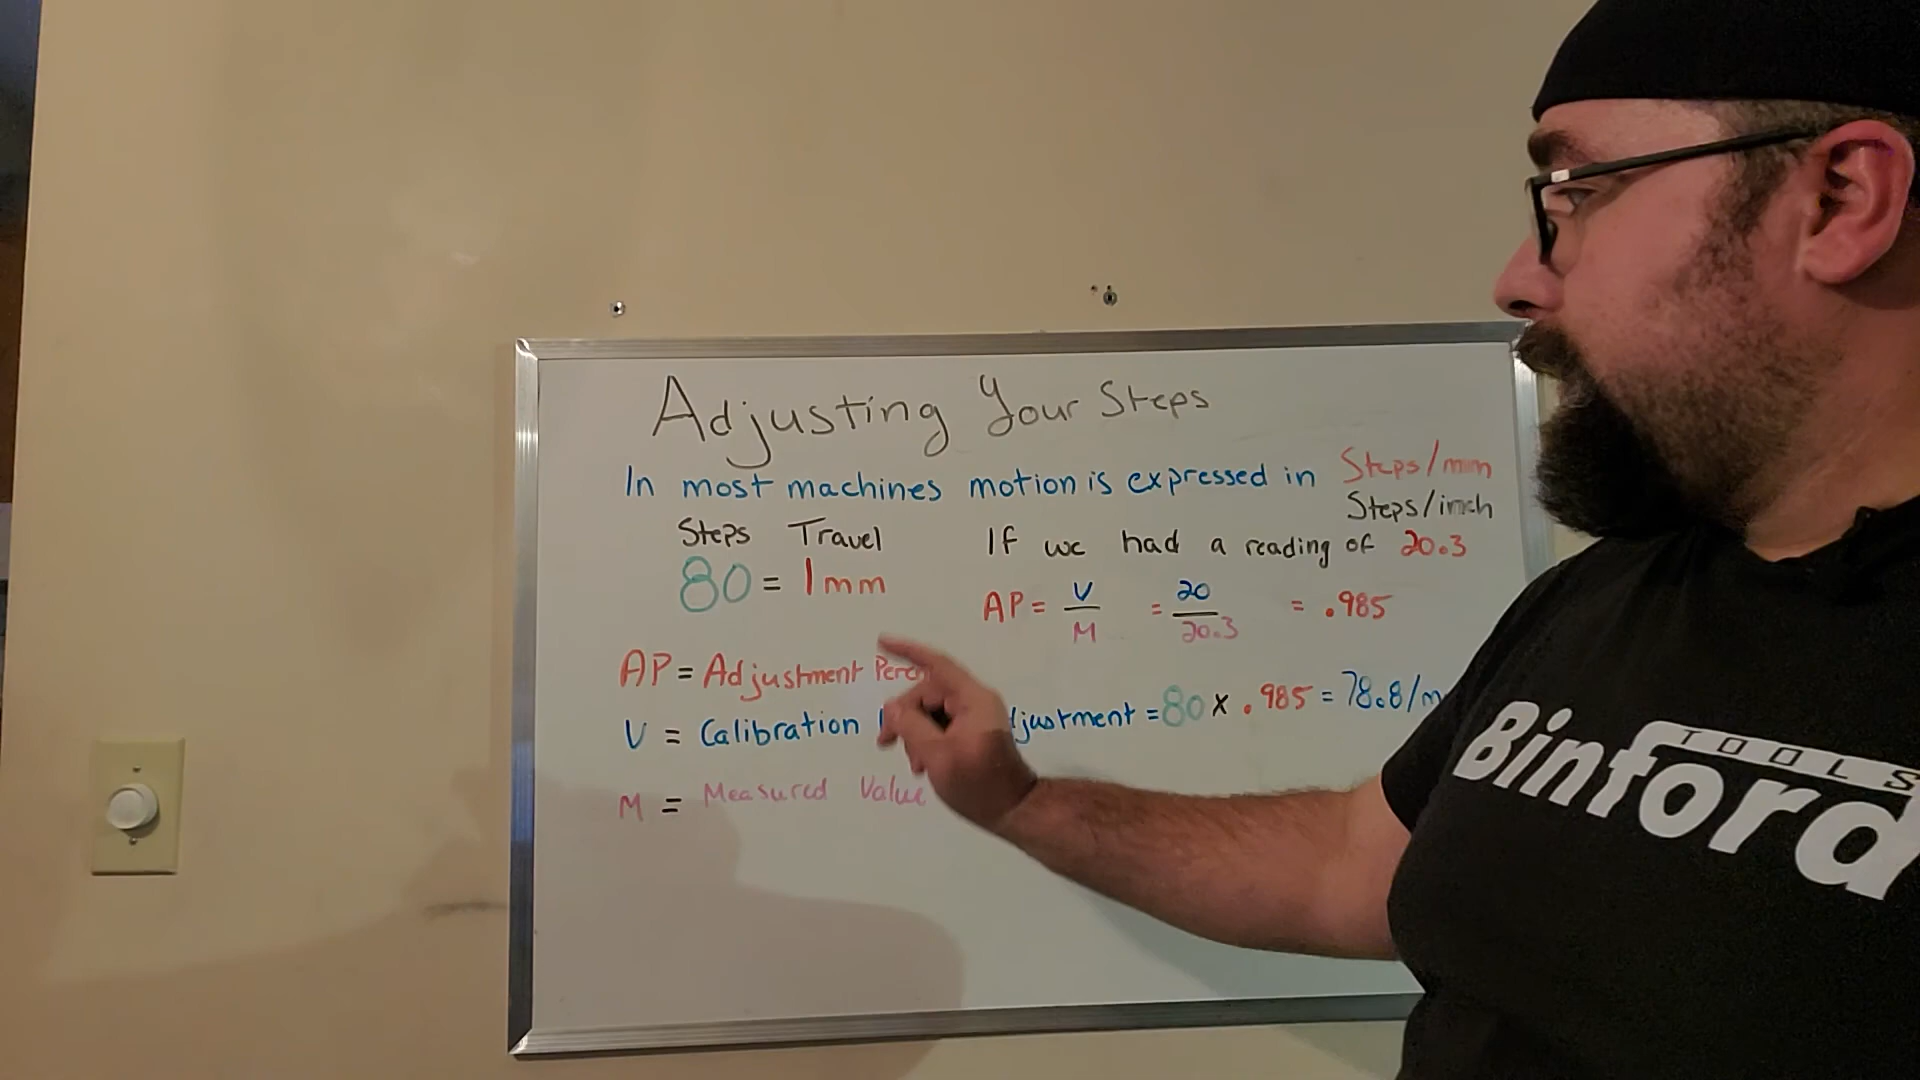 Adjusting Your Steps
In most machines motion is expressed in Steps/mm
Steps/inch
Steps Travel
80 = 1mm
If we had a reading of 20.3
AP = V/M = 20/20.3 = .985
AP = Adjustment Perc
V = Calibration
justment = 80 x .985 = 78.8/m
M = Measured Value
Binford
TOOLS